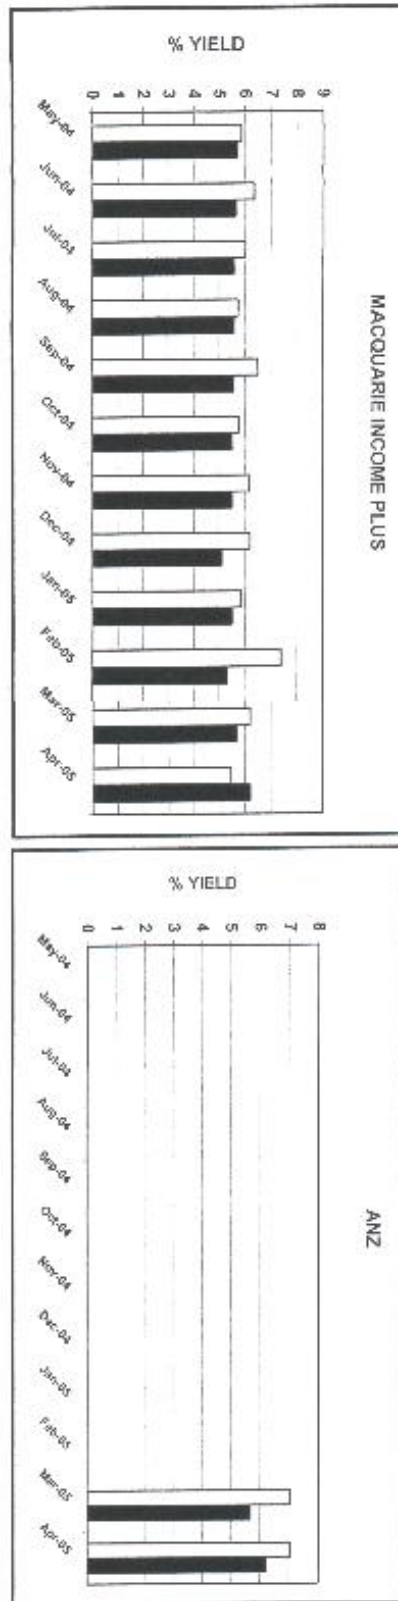 MACQUARIE INCOME PLUS
% YIELD
9
8
7
6
5
4
3
2
1
0
May-04
Jun-04
Jul-04
Aug-04
Sep-04
Oct-04
Nov-04
Dec-04
Jan-05
Feb-05
Mar-05
Apr-05
ANZ
% YIELD
8
7
6
5
4
3
2
1
0
May-04
Jun-04
Jul-04
Aug-04
Sep-04
Oct-04
Nov-04
Dec-04
Jan-05
Feb-05
Mar-05
Apr-05